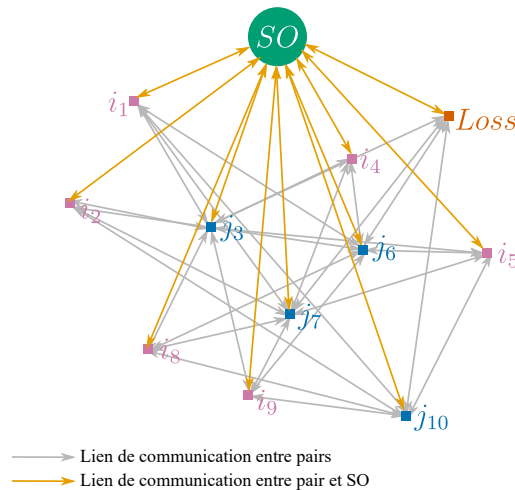 SO
i1
Loss
i4
i2
j3
j6
i5
j7
i8
i9
j10
Lien de communication entre pairs
Lien de communication entre pair et SO